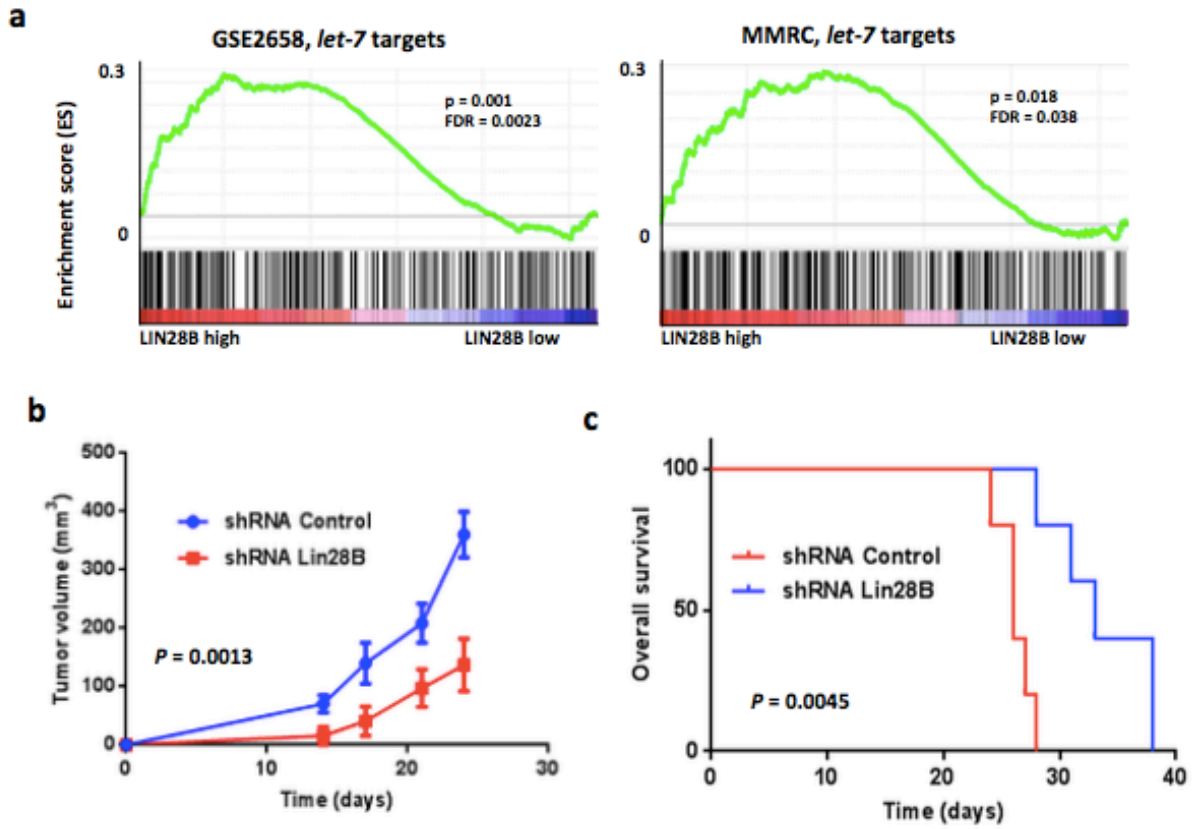 a
GSE2658, let-7 targets
MMRC, let-7 targets
Enrichment score (ES)
0.3
p = 0.001
FDR = 0.0023
0
LIN28B high
LIN28B low
0.3
p = 0.018
FDR = 0.038
0
LIN28B high
LIN28B low
b
Tumor volume (mm3)
500
400
300
200
100
0
shRNA Control
shRNA Lin28B
P = 0.0013
0
10
20
30
Time (days)
c
Overall survival
100
50
0
shRNA Control
shRNA Lin28B
P = 0.0045
0
10
20
30
40
Time (days)